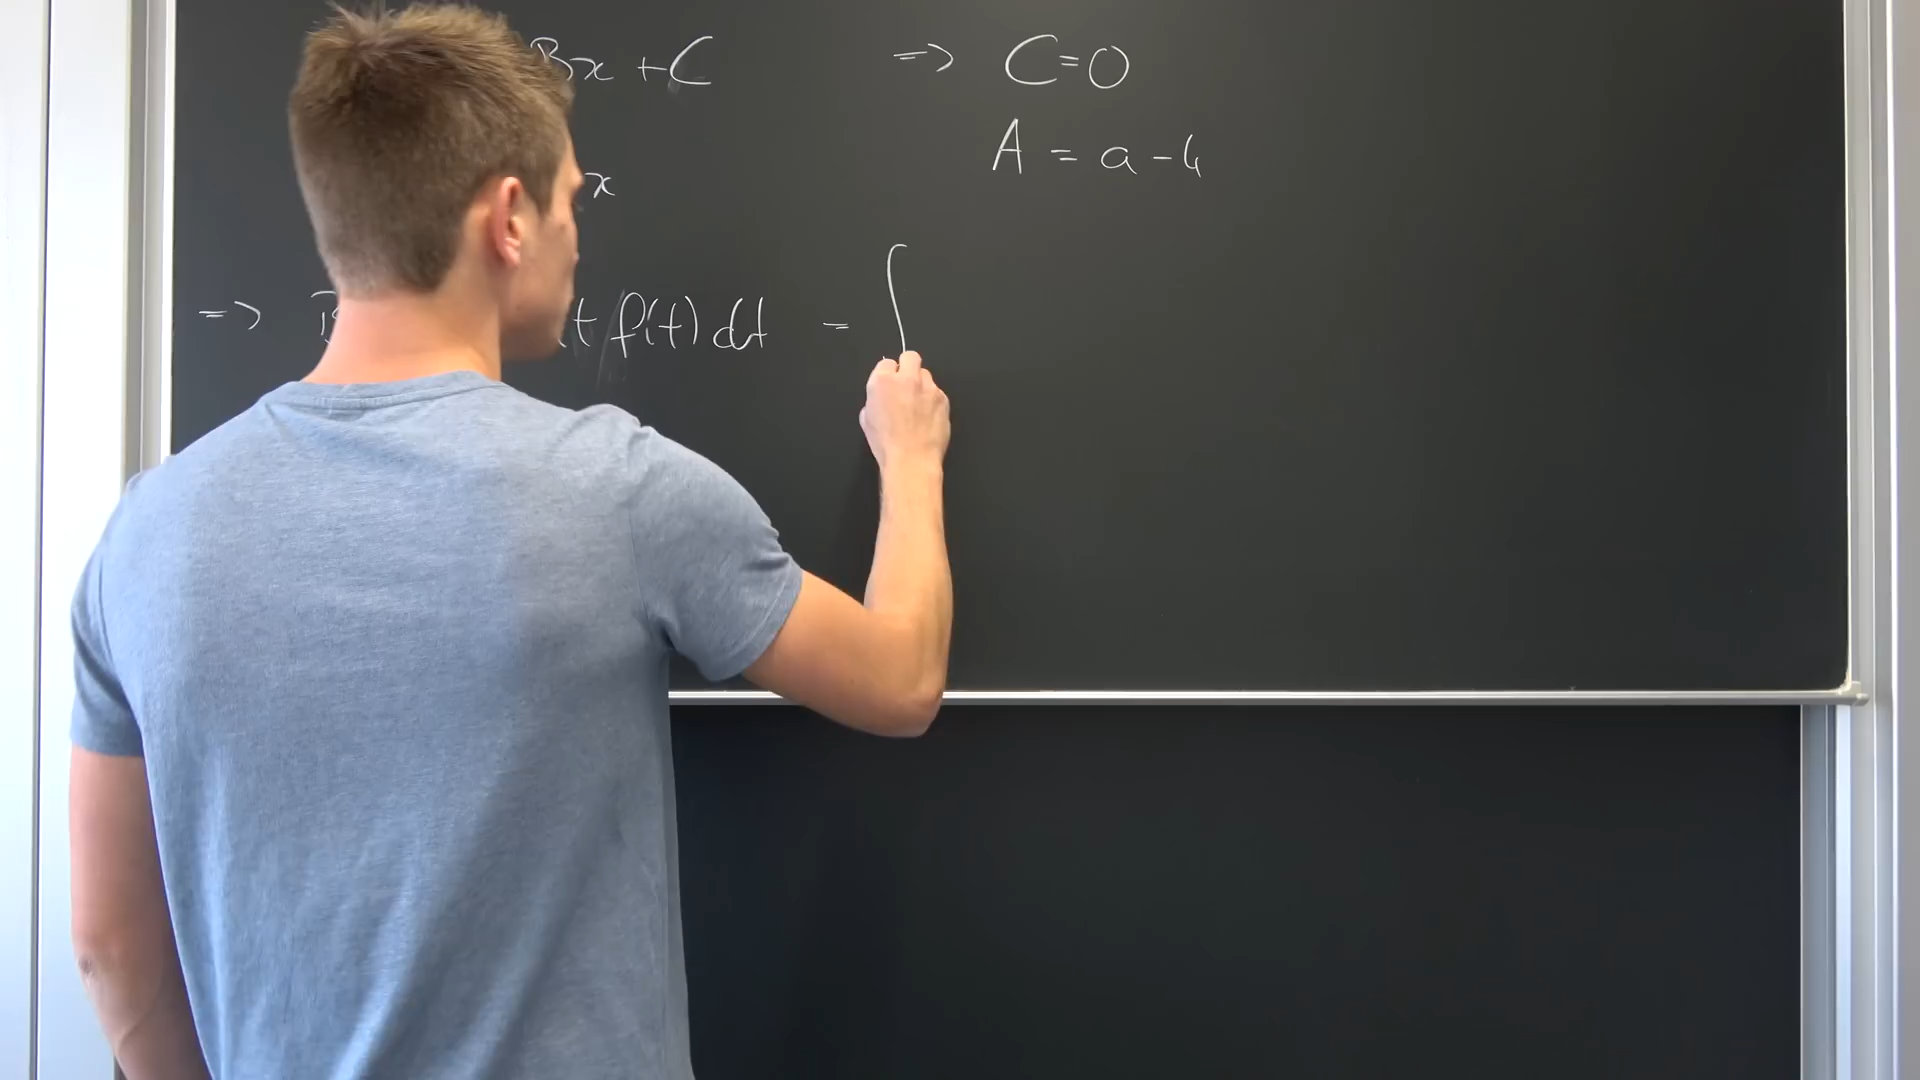 Bx + C => C = 0
A = a - 4
x
=> B t f(t) dt = ∫